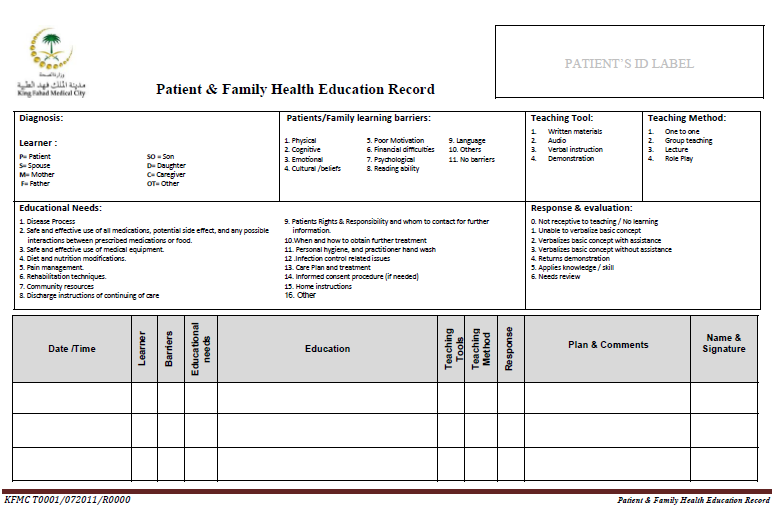 وزارة الصحة
مدينة الملك فهد الطبية
King Fahad Medical City
PATIENT'S ID LABEL
Patient & Family Health Education Record
Diagnosis:
Learner :
P= Patient SO = Son
S= Spouse D= Daughter
M= Mother C= Caregiver
F= Father OT= Other
Patients/Family learning barriers:
1. Physical 5. Poor Motivation 9. Language
2. Cognitive 6. Financial difficulties 10. Others
3. Emotional 7. Psychological 11. No barriers
4. Cultural /beliefs 8. Reading ability
Teaching Tool:
1. Written materials
2. Audio
3. Verbal instruction
4. Demonstration
Teaching Method:
1. One to one
2. Group teaching
3. Lecture
4. Role Play
Educational Needs:
1. Disease Process
2. Safe and effective use of all medications, potential side effect, and any possible
interactions between prescribed medications or food.
3. Safe and effective use of medical equipment.
4. Diet and nutrition modifications.
5. Pain management.
6. Rehabilitation techniques.
7. Community resources
8. Discharge instructions of continuing of care
9. Patients Rights & Responsibility and whom to contact for further
information.
10.When and how to obtain further treatment
11. Personal hygiene, and practitioner hand wash
12 .Infection control related issues
13. Care Plan and treatment
14. Informed consent procedure (if needed)
15. Home instructions
16. Other
Response & evaluation:
0. Not receptive to teaching / No learning
1. Unable to verbalize basic concept
2. Verbalizes basic concept with assistance
3. Verbalizes basic concept without assistance
4. Returns demonstration
5. Applies knowledge / skill
6. Needs review
Date /Time
Learner
Barriers
Educational
needs
Education
Teaching
Tools
Teaching
Method
Response
Plan & Comments
Name &
Signature
KFMC T0001/072011/R0000
Patient & Family Health Education Record